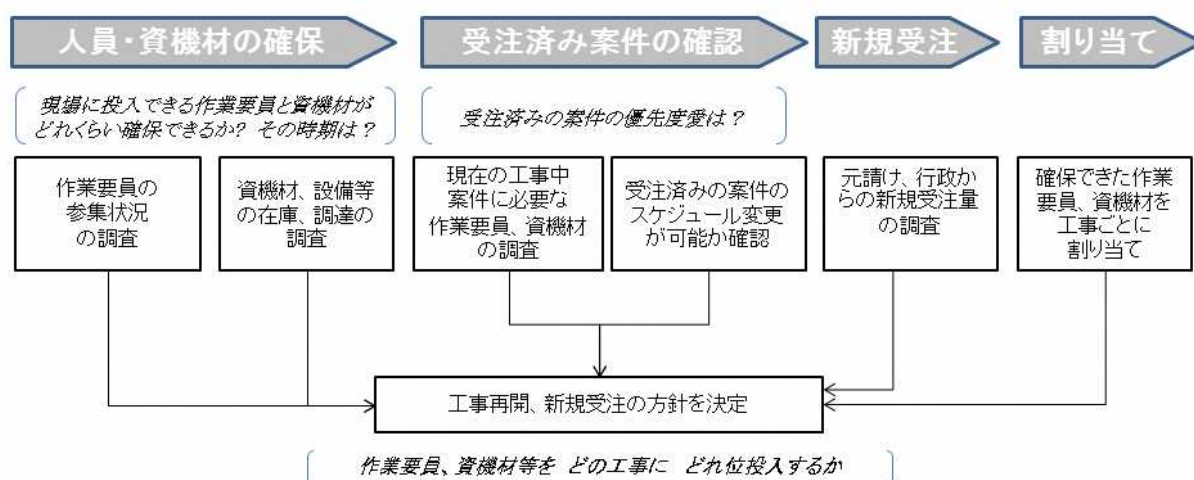 人員・資機材の確保
受注済み案件の確認
新規受注
割り当て
現場に投入できる作業要員と資機材が
どれくらい確保できるか? その時期は?
受注済みの案件の優先度愛は?
作業要員の
参集状況
の調査
資機材、設備等
の在庫、調達の
調査
現在の工事中
案件に必要な
作業要員、資機材
の調査
受注済みの案件の
スケジュール変更
が可能か確認
元請け、行政か
らの新規受注量
の調査
確保できた作業
要員、資機材を
工事ごとに
割り当て
工事再開、新規受注の方針を決定
作業要員、資機材等を どの工事に どれ位投入するか